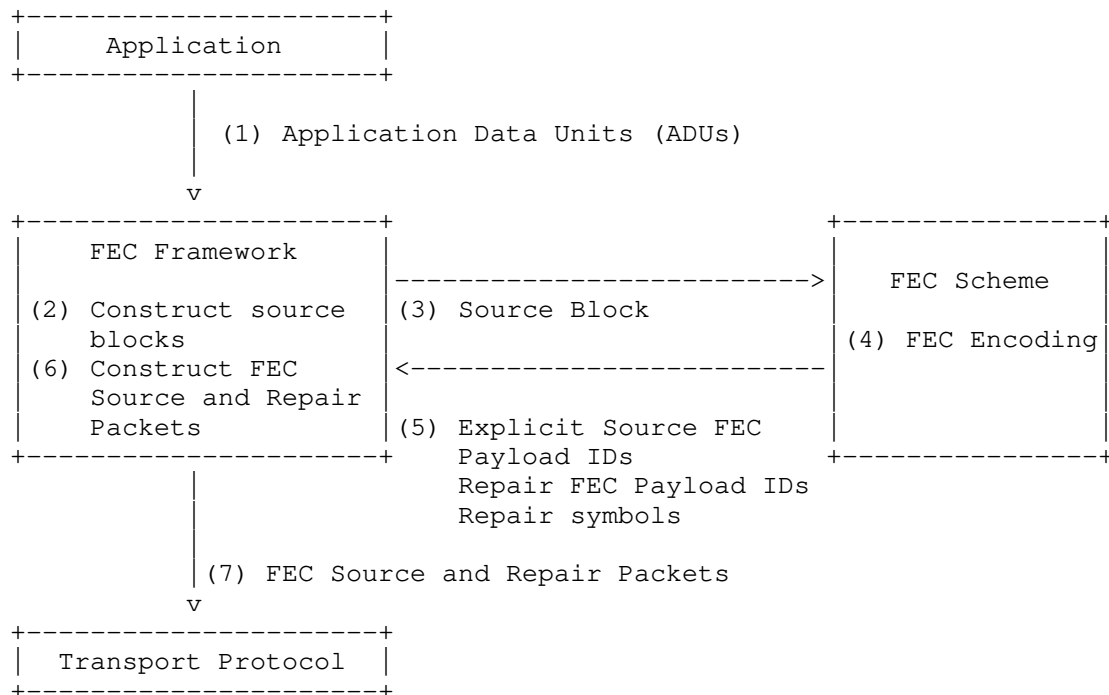 Application
(1) Application Data Units (ADUs)
v
FEC Framework
FEC Scheme
(2) Construct source
(3) Source Block
blocks
(4) FEC Encoding
(6) Construct FEC
Source and Repair
Packets
(5) Explicit Source FEC
Payload IDs
Repair FEC Payload IDs
Repair symbols
(7) FEC Source and Repair Packets
v
Transport Protocol